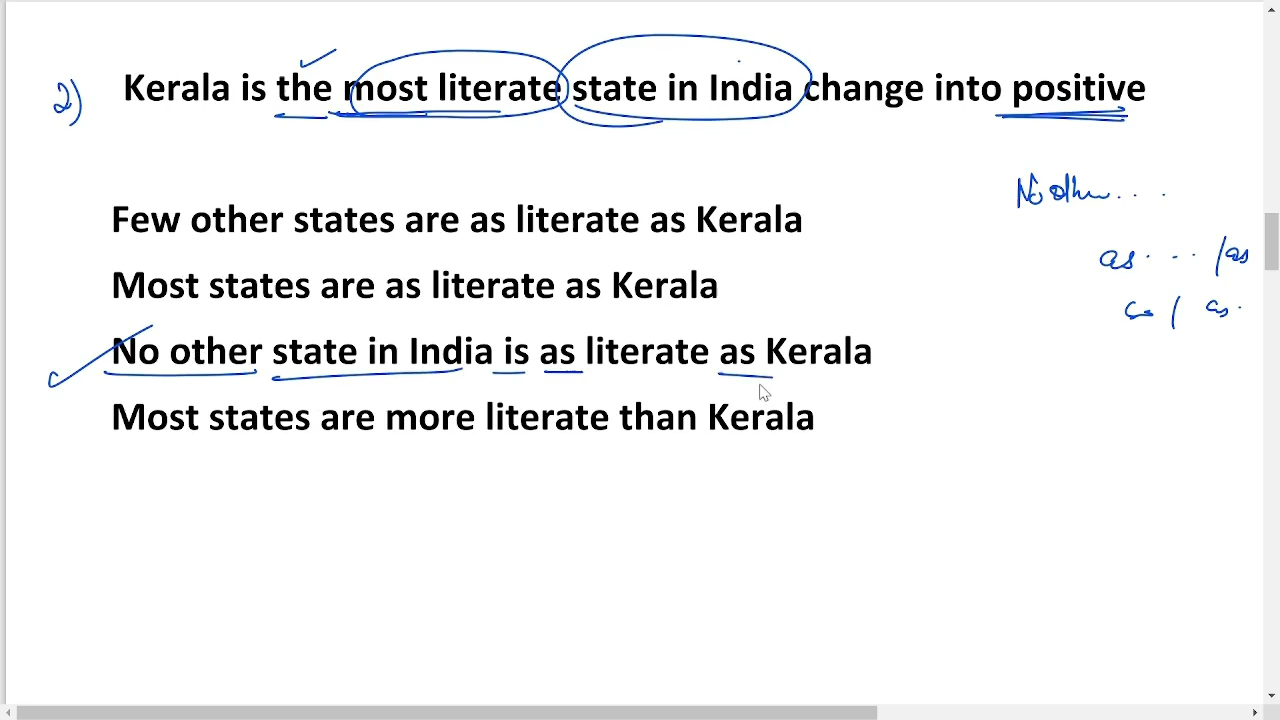 2) Kerala is the most literate state in India change into positive
No other....
Few other states are as literate as Kerala
as.... / as
Most states are as literate as Kerala
/ as.
No other state in India is as literate as Kerala
Most states are more literate than Kerala